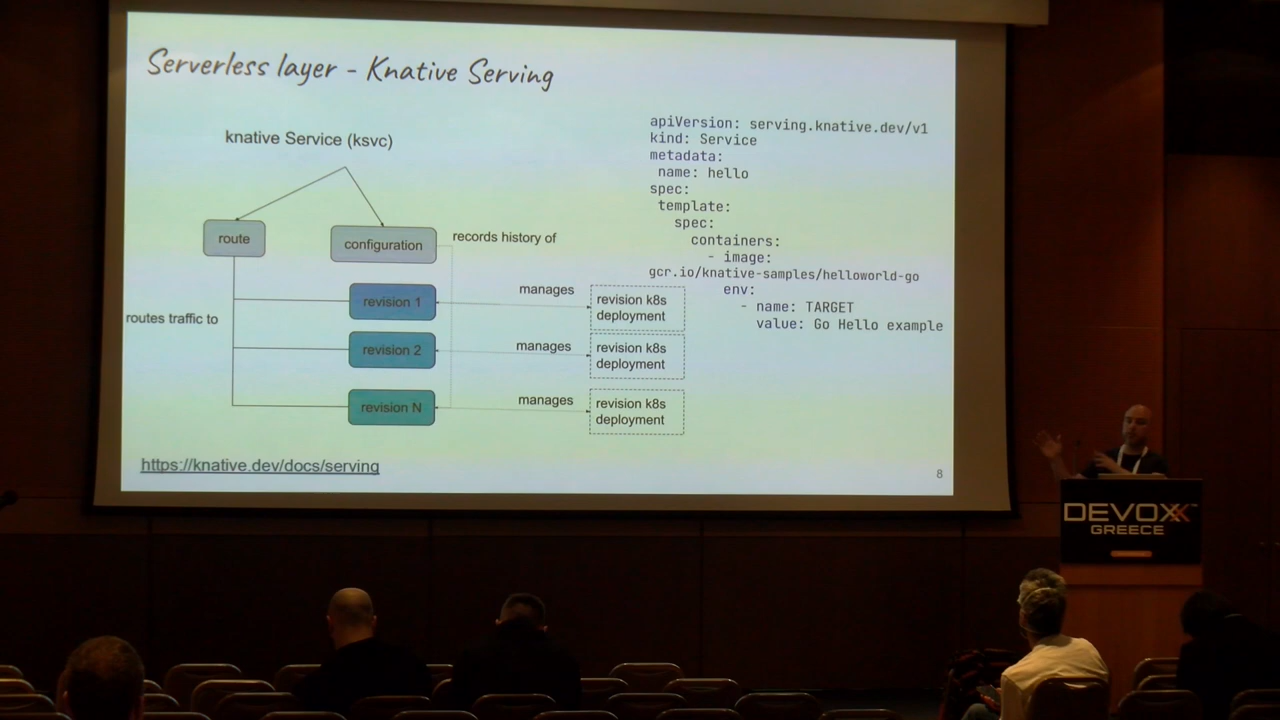 Serverless layer - Knative Serving
knative Service (ksvc)
route
configuration
records history of
routes traffic to
revision 1
manages
revision k8s
deployment
revision 2
manages
revision k8s
deployment
revision N
manages
revision k8s
deployment
https://knative.dev/docs/serving
apiVersion: serving.knative.dev/v1
kind: Service
metadata:
name: hello
spec:
template:
spec:
containers:
- image:
gcr.io/knative-samples/helloworld-go
env:
- name: TARGET
value: Go Hello example
8
DEVOXX
GREECE